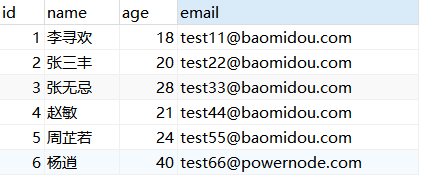 id name age email
1 李寻欢 18 test11@baomidou.com
2 张三丰 20 test22@baomidou.com
3 张无忌 28 test33@baomidou.com
4 赵敏 21 test44@baomidou.com
5 周芷若 24 test55@baomidou.com
6 杨逍 40 test66@powernode.com